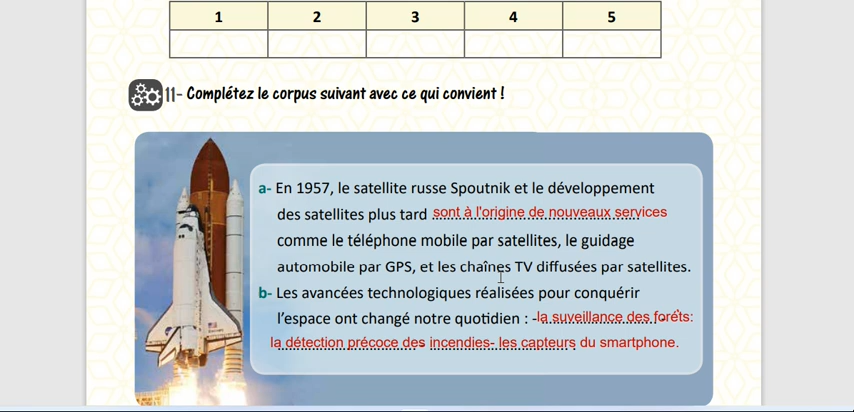 1 2 3 4 5
11- Complétez le corpus suivant avec ce qui convient !
a- En 1957, le satellite russe Spoutnik et le développement
des satellites plus tard sont à l'origine de nouveaux services
comme le téléphone mobile par satellites, le guidage
automobile par GPS, et les chaînes TV diffusées par satellites.
b- Les avancées technologiques réalisées pour conquérir
l'espace ont changé notre quotidien : -la suveillance des forêts:
la détection précoce des incendies- les capteurs du smartphone.